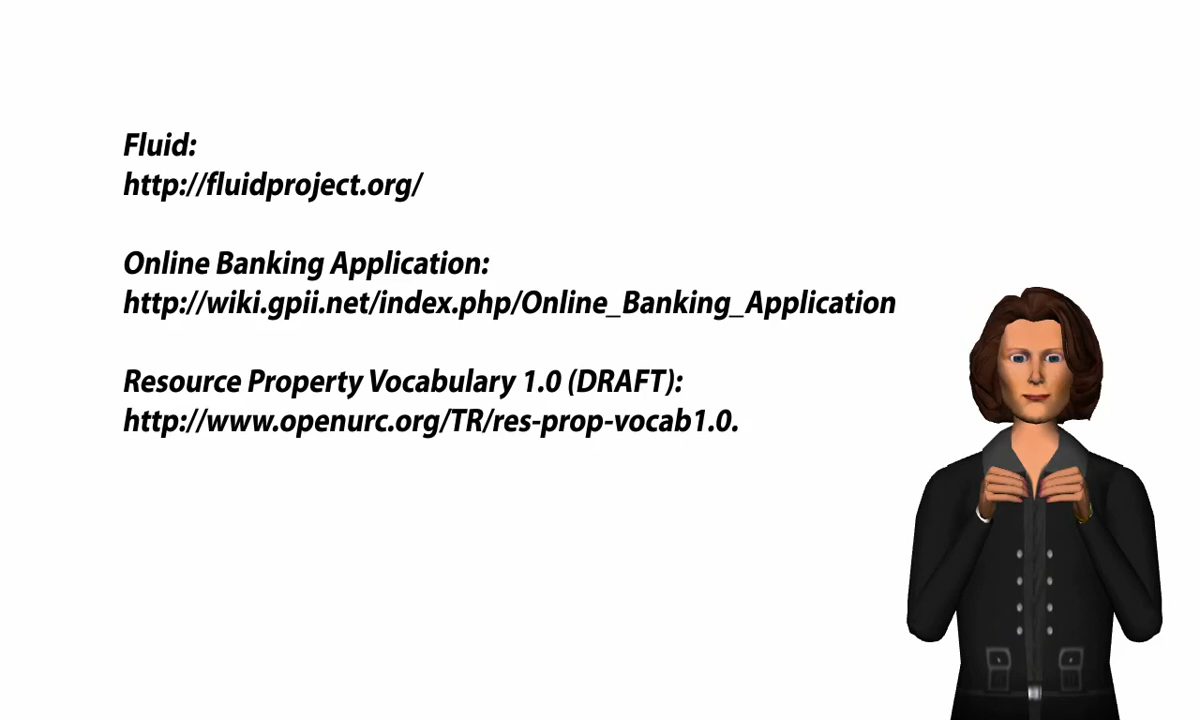 Fluid:
http://fluidproject.org/
Online Banking Application:
http://wiki.gpii.net/index.php/Online_Banking_Application
Resource Property Vocabulary 1.0 (DRAFT):
http://www.openurc.org/TR/res-prop-vocab1.0.